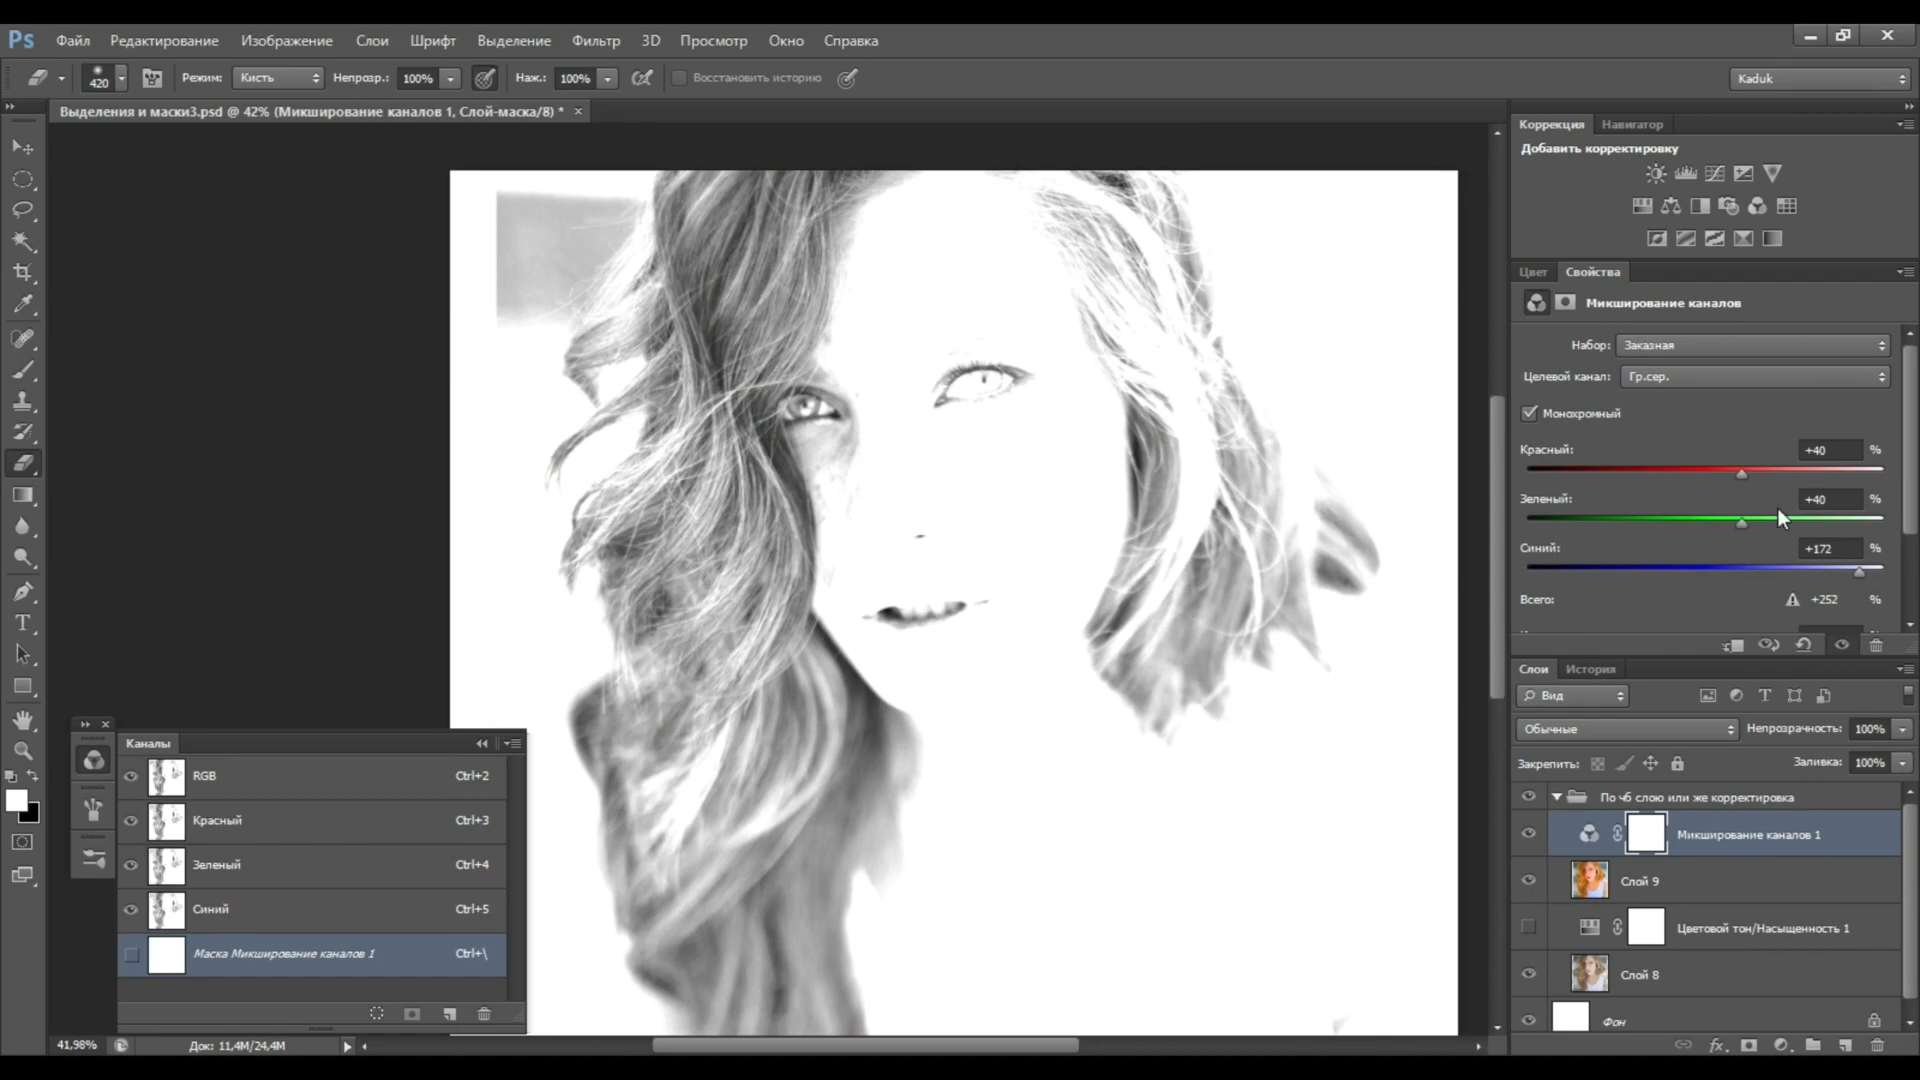 Ps Файл Редактирование Изображение Слои Шрифт Выделение Фильтр 3D Просмотр Окно Справка
420 Режим: Кисть Непрозр.: 100% Наж.: 100% Восстановить историю Kaduk
Выделения и маски3.psd @ 42% (Микширование каналов 1, Слой-маска/8) * ×
Коррекция Навигатор
Добавить корректировку
Цвет Свойства
Микширование каналов
Набор: Заказная
Целевой канал: Гр.сер.
Монохромный
Красный: +40 %
Зеленый: +40 %
Синий: +172 %
Всего: +252 %
Слои История
Вид
Обычные Непрозрачность: 100%
Закрепить: Заливка: 100%
По чб слою или же корректировка
Микширование каналов 1
Слой 9
Цветовой тон/Насыщенность 1
Слой 8
Фон
Каналы
RGB Ctrl+2
Красный Ctrl+3
Зеленый Ctrl+4
Синий Ctrl+5
Маска Микширование каналов 1 Ctrl+\
41,98% Док: 11,4M/24,4M